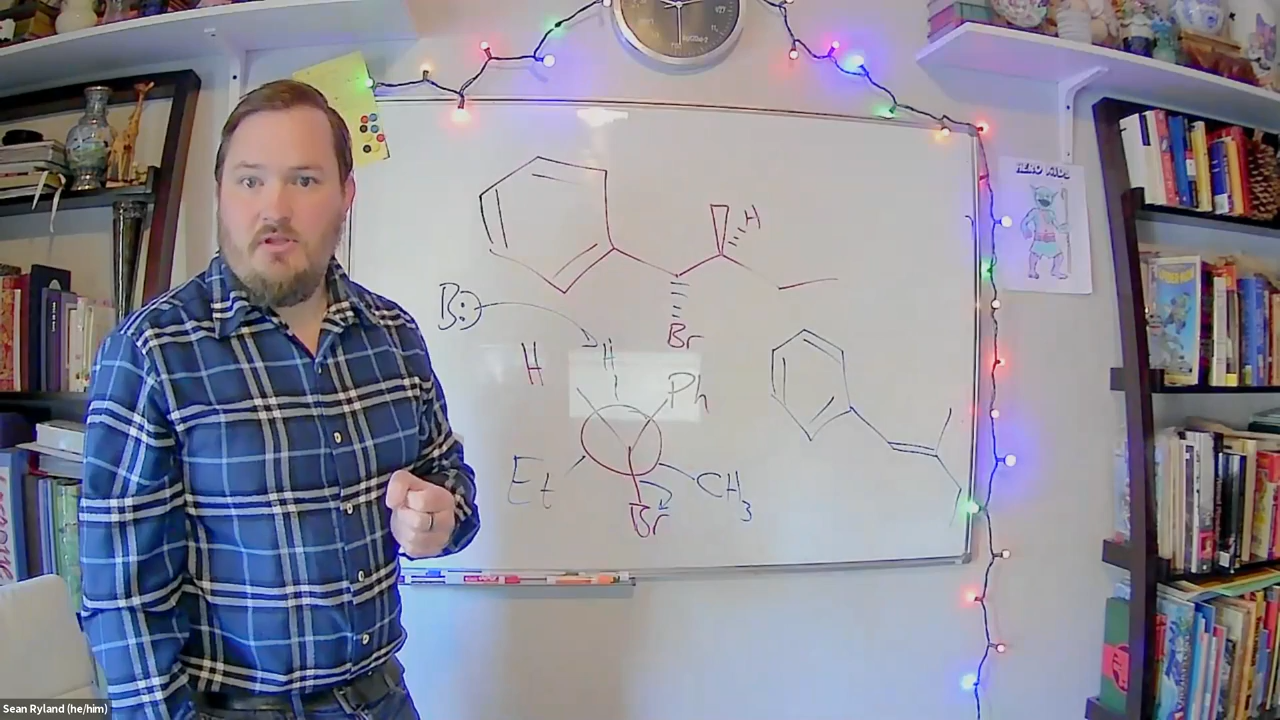 HERO KIDS
H
Br
B:
H
H
Ph
Et
CH3
Br
Sean Ryland (he/him)